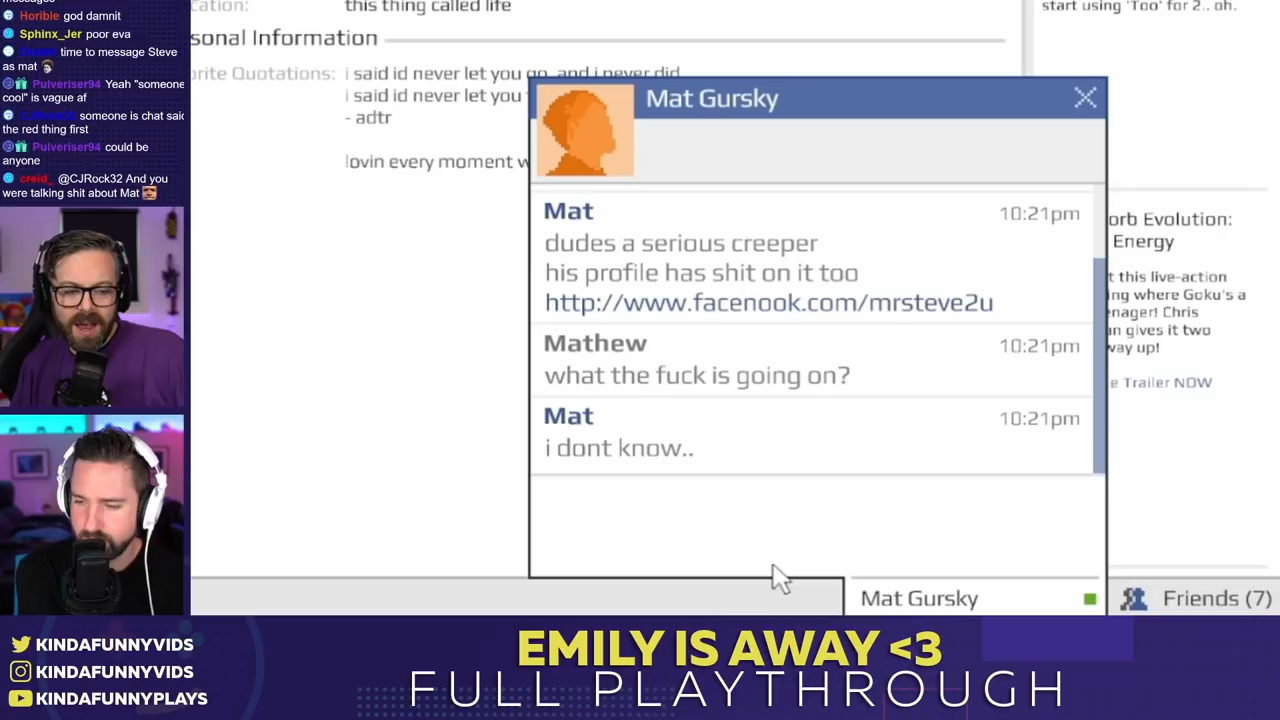 messages
Horible god damnit
Sphinx_Jer poor eva
time to message Steve
as mat
Pulveriser94 Yeah "someone
cool" is vague af
someone is chat said
the red thing first
Pulveriser94 could be
anyone
creid_ @CJRock32 And you
were talking shit about Mat
cation:
this thing called life
sonal Information
rite Quotations:
i said id never let you go, and i never did
i said id never let you
- adtr
lovin every moment w
start using 'Too' for 2.. oh.
Mat Gursky
Mat
10:21pm
dudes a serious creeper
his profile has shit on it too
http://www.facenook.com/mrsteve2u
Mathew
10:21pm
what the fuck is going on?
Mat
10:21pm
i dont know..
orb Evolution:
Energy
t this live-action
ing where Goku's a
enager! Chris
an gives it two
way up!
e Trailer NOW
Mat Gursky
Friends (7)
KINDAFUNNYVIDS
KINDAFUNNYVIDS
KINDAFUNNYPLAYS
EMILY IS AWAY <3
FULL PLAYTHROUGH